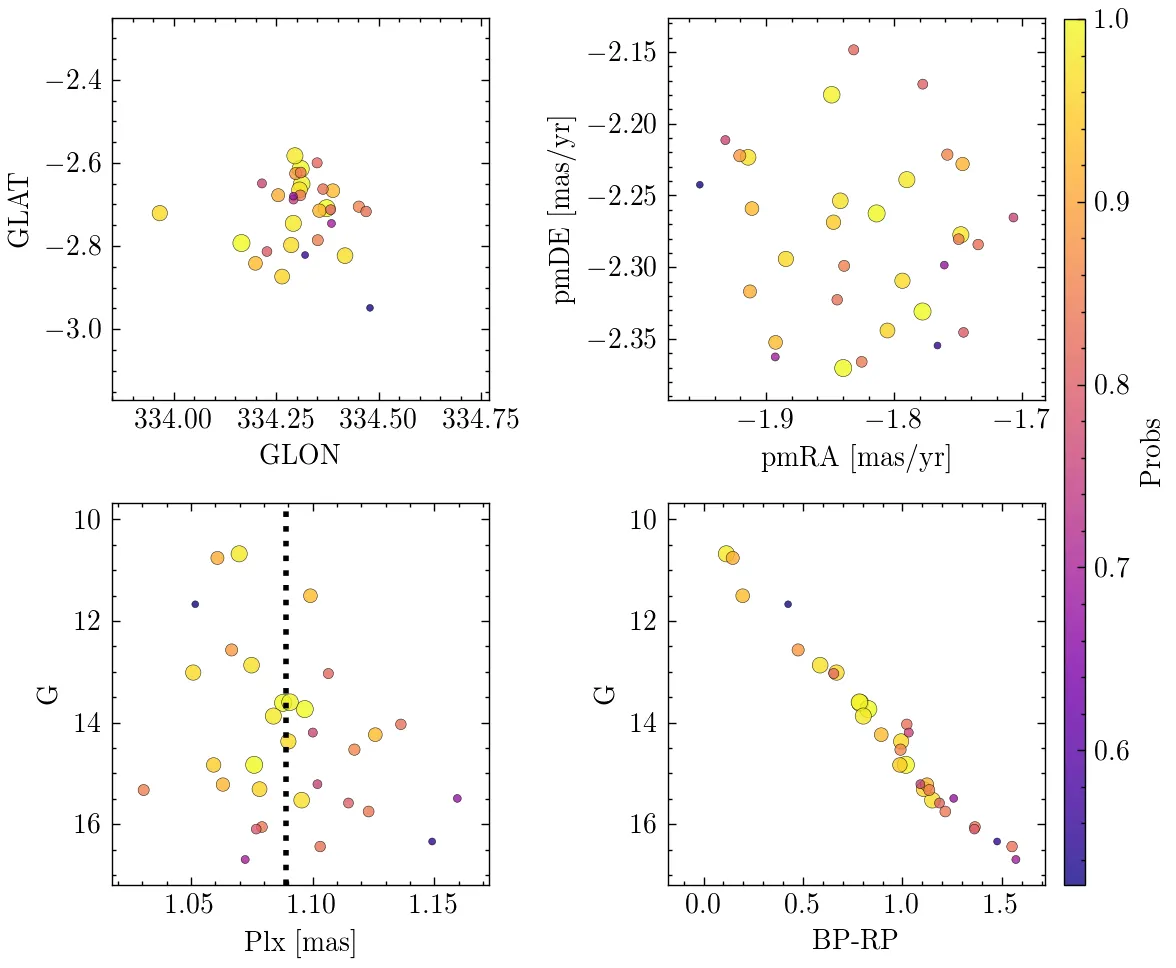 −2.4
−2.6
−2.8
−3.0
GLAT
334.00 334.25 334.50 334.75
GLON
−2.15
−2.20
−2.25
−2.30
−2.35
pmDE [mas/yr]
−1.9 −1.8 −1.7
pmRA [mas/yr]
10
12
14
16
G
1.05 1.10 1.15
Plx [mas]
10
12
14
16
G
0.0 0.5 1.0 1.5
BP-RP
1.0
0.9
0.8
0.7
0.6
Probs